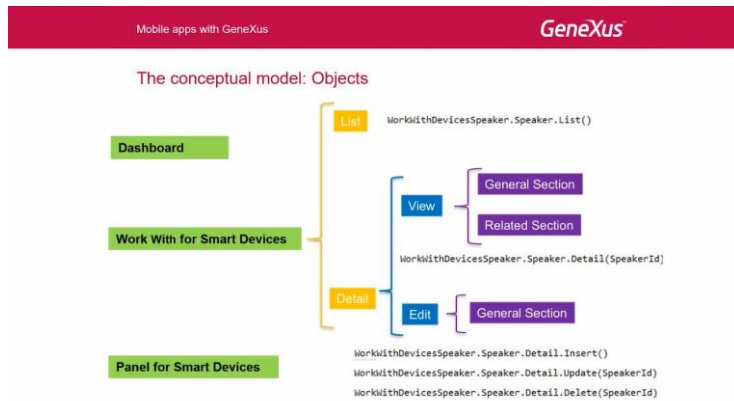 Mobile apps with GeneXus
GeneXus
The conceptual model: Objects
List
WorkWithDevicesSpeaker.Speaker.List()
Dashboard
General Section
View
Related Section
Work With for Smart Devices
WorkWithDevicesSpeaker.Speaker.Detail(SpeakerId)
Detail
Edit
General Section
WorkWithDevicesSpeaker.Speaker.Detail.Insert()
Panel for Smart Devices
WorkWithDevicesSpeaker.Speaker.Detail.Update(SpeakerId)
WorkWithDevicesSpeaker.Speaker.Detail.Delete(SpeakerId)